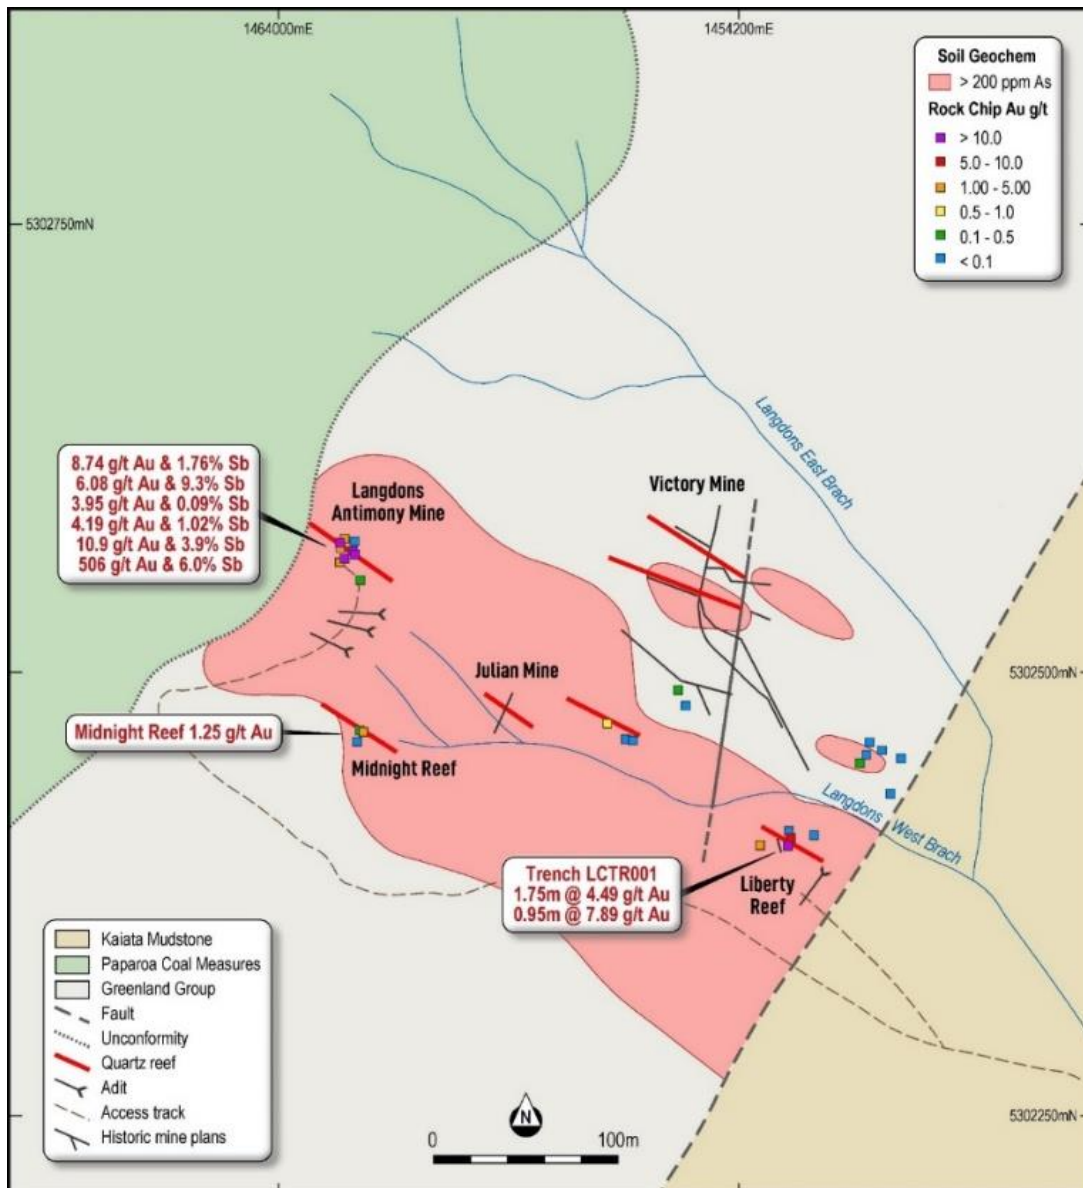 1464000mE
1454200mE
Soil Geochem
> 200 ppm As
Rock Chip Au g/t
> 10.0
5.0 - 10.0
1.00 - 5.00
0.5 - 1.0
0.1 - 0.5
< 0.1
5302750mN
Langdons East Brach
8.74 g/t Au & 1.76% Sb
6.08 g/t Au & 9.3% Sb
3.95 g/t Au & 0.09% Sb
4.19 g/t Au & 1.02% Sb
10.9 g/t Au & 3.9% Sb
506 g/t Au & 6.0% Sb
Langdons
Antimony Mine
Victory Mine
Julian Mine
5302500mN
Midnight Reef 1.25 g/t Au
Midnight Reef
Langdons West Brach
Trench LCTR001
1.75m @ 4.49 g/t Au
0.95m @ 7.89 g/t Au
Liberty
Reef
Kaiata Mudstone
Paparoa Coal Measures
Greenland Group
Fault
Unconformity
Quartz reef
Adit
Access track
Historic mine plans
N
0
100m
5302250mN